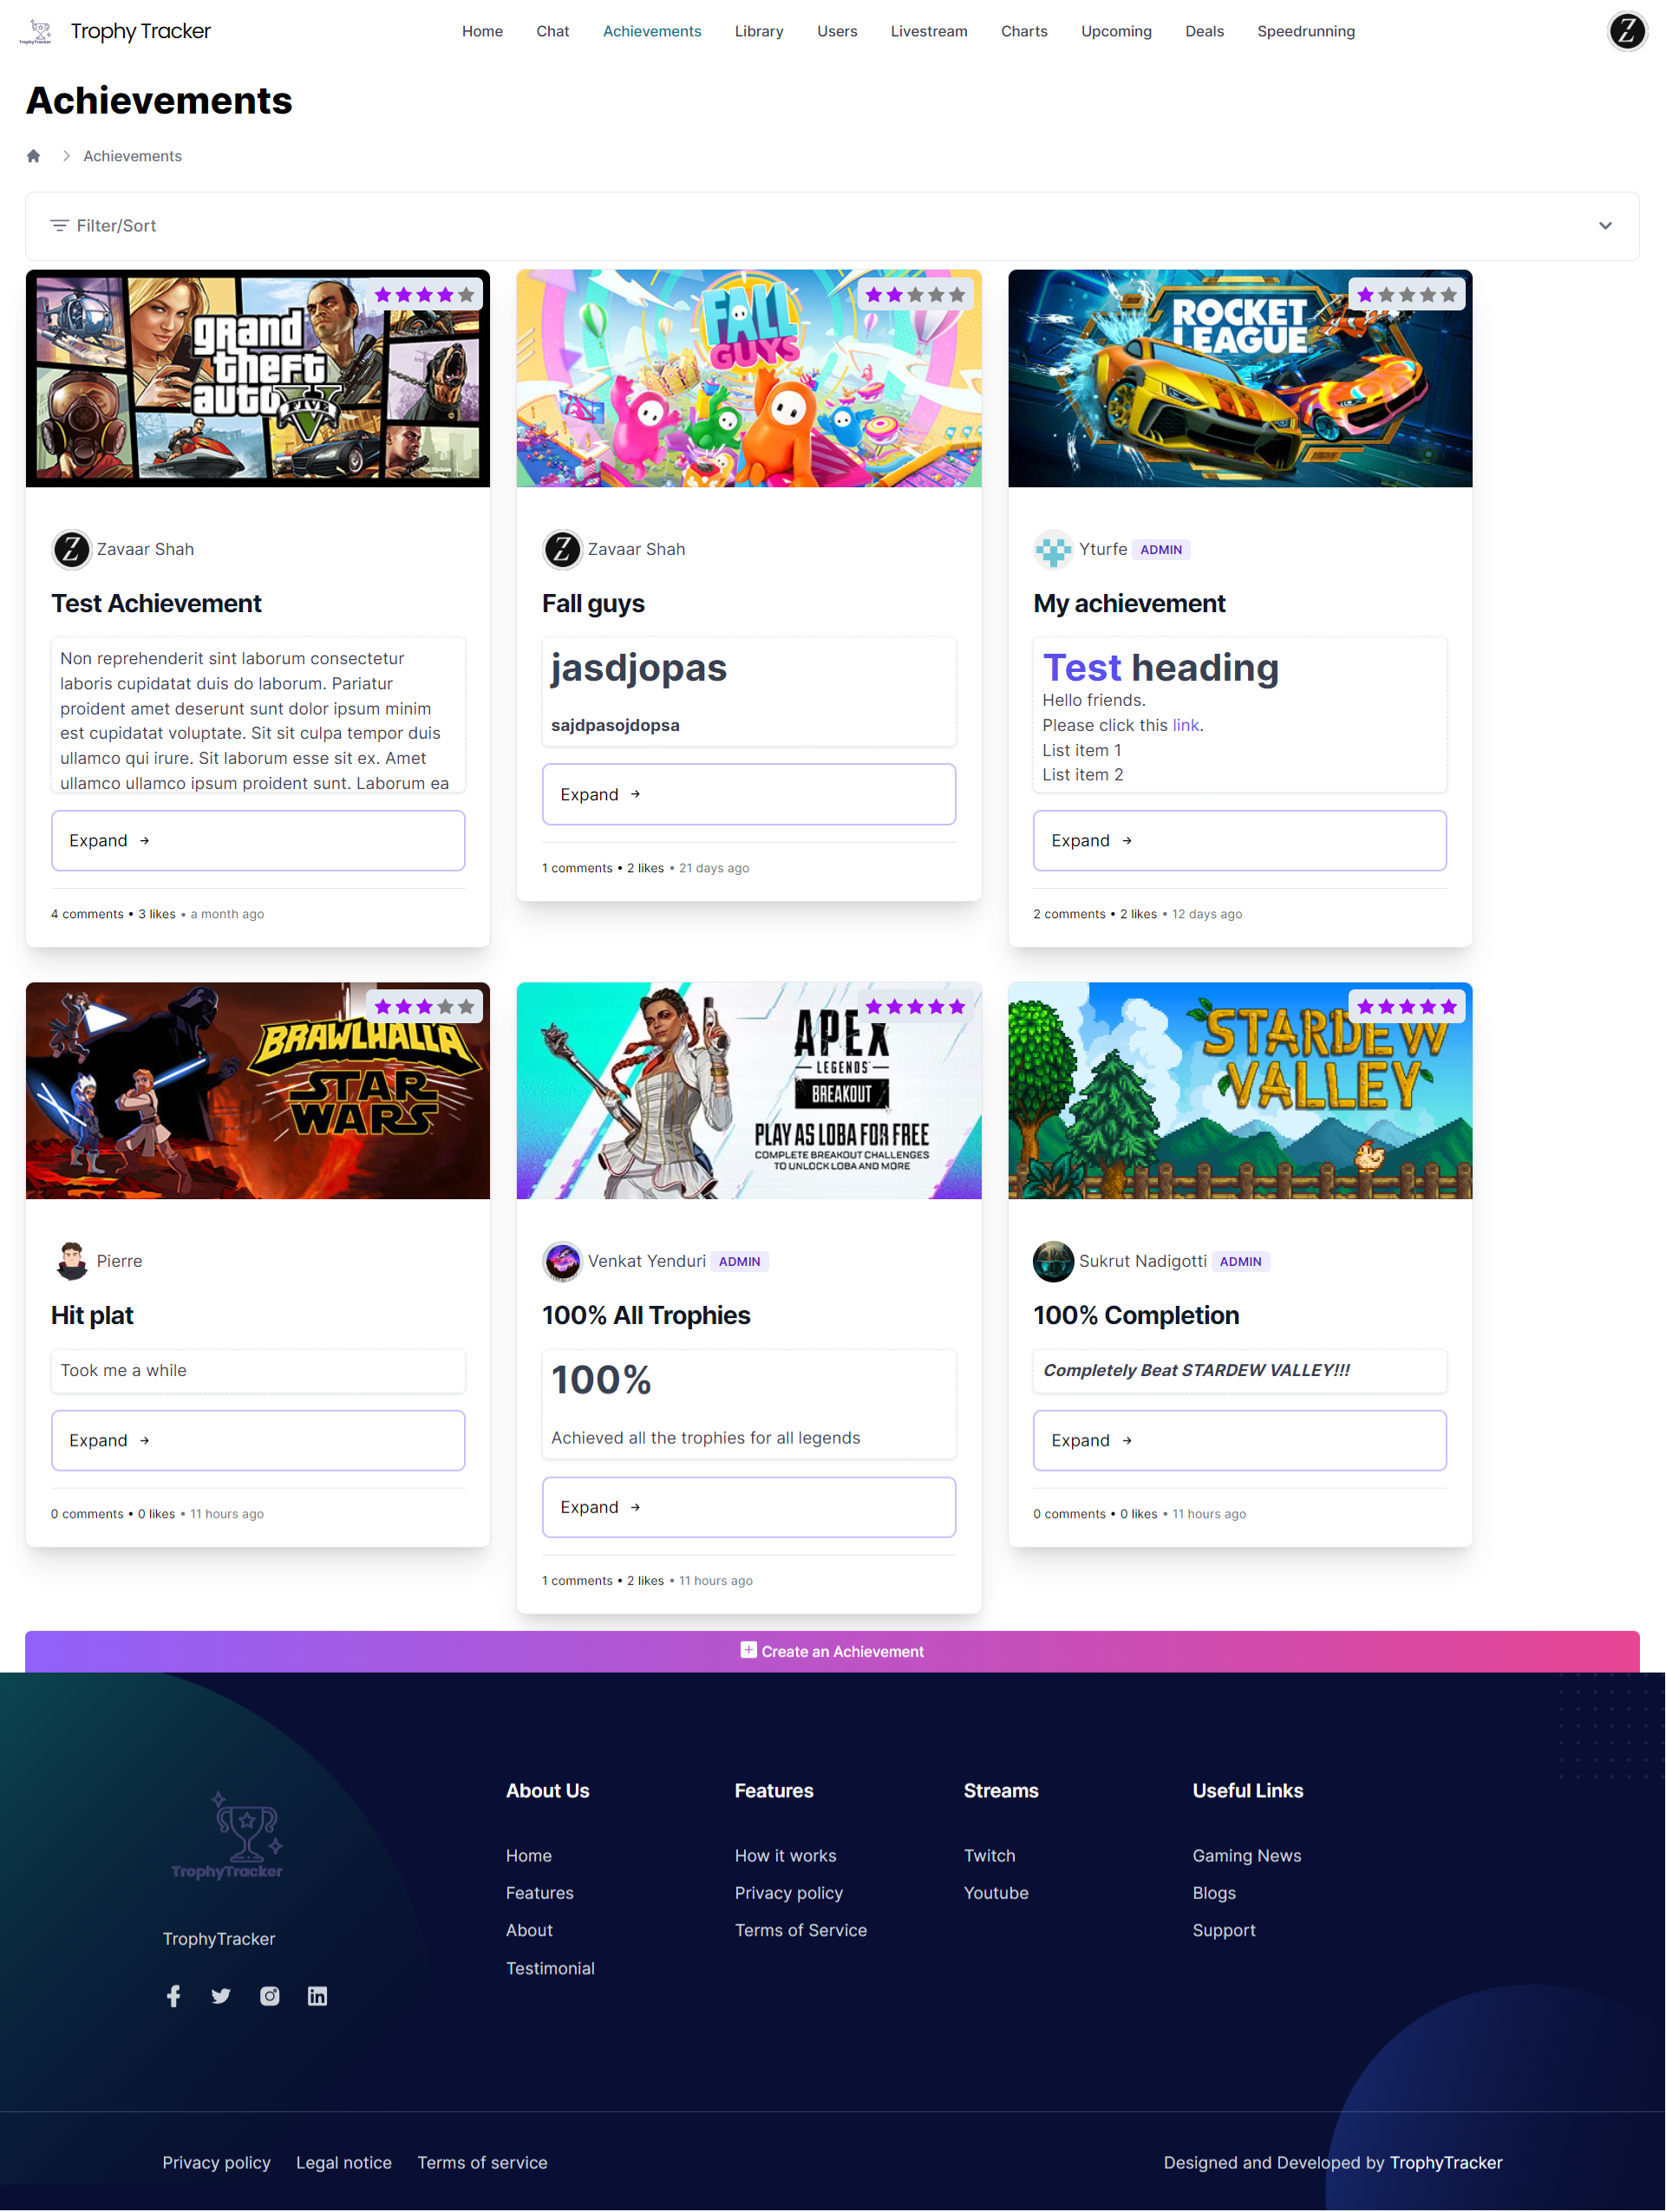 TrophyTracker
Trophy Tracker
Home
Chat
Achievements
Library
Users
Livestream
Charts
Upcoming
Deals
Speedrunning
Z
Achievements
Achievements
Filter/Sort
grand
theft
auto
FIVE
V
Z Zavaar Shah
Test Achievement
Non reprehenderit sint laborum consectetur
laboris cupidatat duis do laborum. Pariatur
proident amet deserunt sunt dolor ipsum minim
est cupidatat voluptate. Sit sit culpa tempor duis
ullamco qui irure. Sit laborum esse sit ex. Amet
ullamco ullamco ipsum proident sunt. Laborum ea
Expand →
4 comments • 3 likes • a month ago
FALL
GUYS
Z Zavaar Shah
Fall guys
jasdjopas
sajdpasojdopsa
Expand →
1 comments • 2 likes • 21 days ago
ROCKET
LEAGUE
Yturfe ADMIN
My achievement
Test heading
Hello friends.
Please click this link.
List item 1
List item 2
Expand →
2 comments • 2 likes • 12 days ago
BRAWLHALLA
STAR
WARS
Pierre
Hit plat
Took me a while
Expand →
0 comments • 0 likes • 11 hours ago
APEX
LEGENDS
BREAKOUT
PLAY AS LOBA FOR FREE
COMPLETE BREAKOUT CHALLENGES
TO UNLOCK LOBA AND MORE
Venkat Yenduri ADMIN
100% All Trophies
100%
Achieved all the trophies for all legends
Expand →
1 comments • 2 likes • 11 hours ago
STARDEW
VALLEY
Sukrut Nadigotti ADMIN
100% Completion
Completely Beat STARDEW VALLEY!!!
Expand →
0 comments • 0 likes • 11 hours ago
Create an Achievement
TrophyTracker
TrophyTracker
About Us
Home
Features
About
Testimonial
Features
How it works
Privacy policy
Terms of Service
Streams
Twitch
Youtube
Useful Links
Gaming News
Blogs
Support
Privacy policy
Legal notice
Terms of service
Designed and Developed by TrophyTracker